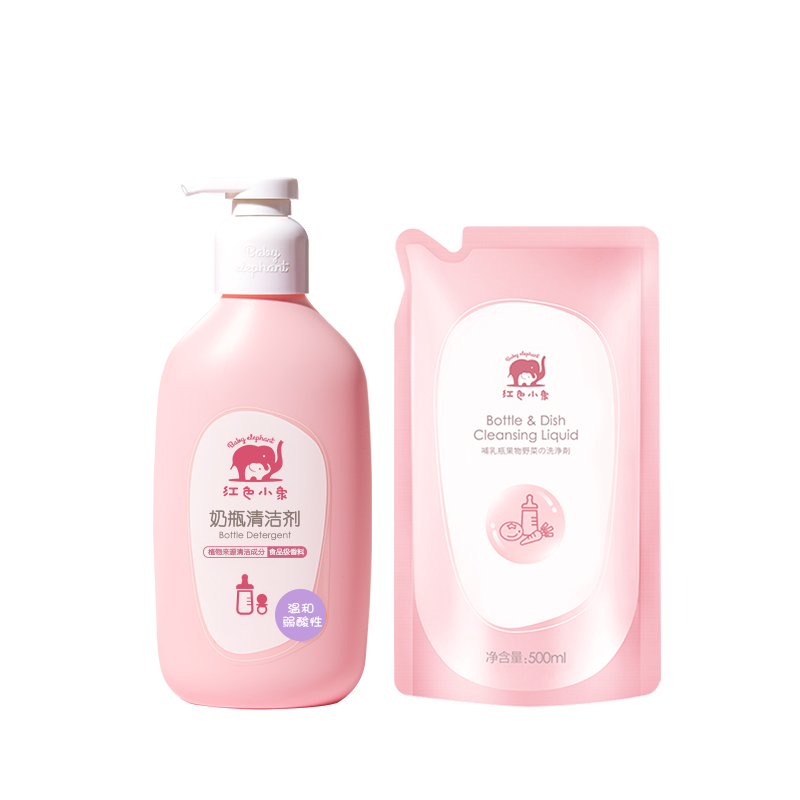 Baby
elephant
Baby elephant
红色小象
奶瓶清洁剂
Bottle Detergent
植物来源清洁成分 食品级香料
温和
弱酸性
Baby elephant
红色小象
Bottle & Dish
Cleansing Liquid
哺乳瓶果物野菜の洗浄剤
净含量:500ml